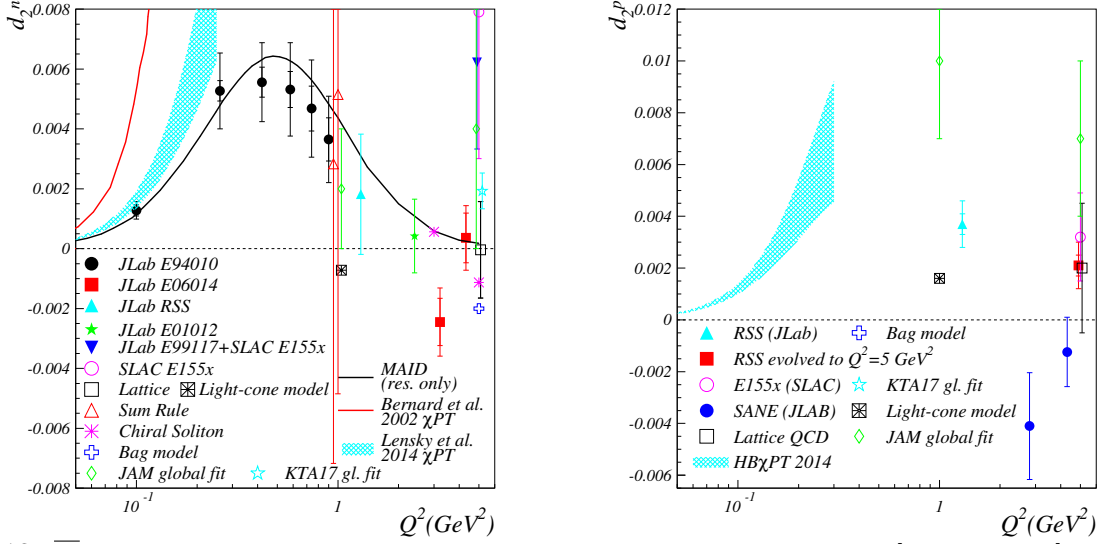 d₂ⁿ
0.008
0.006
0.004
0.002
0
-0.002
-0.004
-0.006
-0.008
JLab E94010
JLab E06014
JLab RSS
JLab E01012
JLab E99117+SLAC E155x
SLAC E155x
Lattice Light-cone model
Sum Rule
Chiral Soliton
Bag model
JAM global fit KTA17 gl. fit
MAID
(res. only)
Bernard et al.
2002 χPT
Lensky et al.
2014 χPT
10⁻¹ 1
Q²(GeV²)
d₂ᵖ
0.012
0.01
0.008
0.006
0.004
0.002
0
-0.002
-0.004
-0.006
RSS (JLab) Bag model
RSS evolved to Q²=5 GeV²
E155x (SLAC) KTA17 gl. fit
SANE (JLAB) Light-cone model
Lattice QCD JAM global fit
HBχPT 2014
10⁻¹ 1
Q²(GeV²)